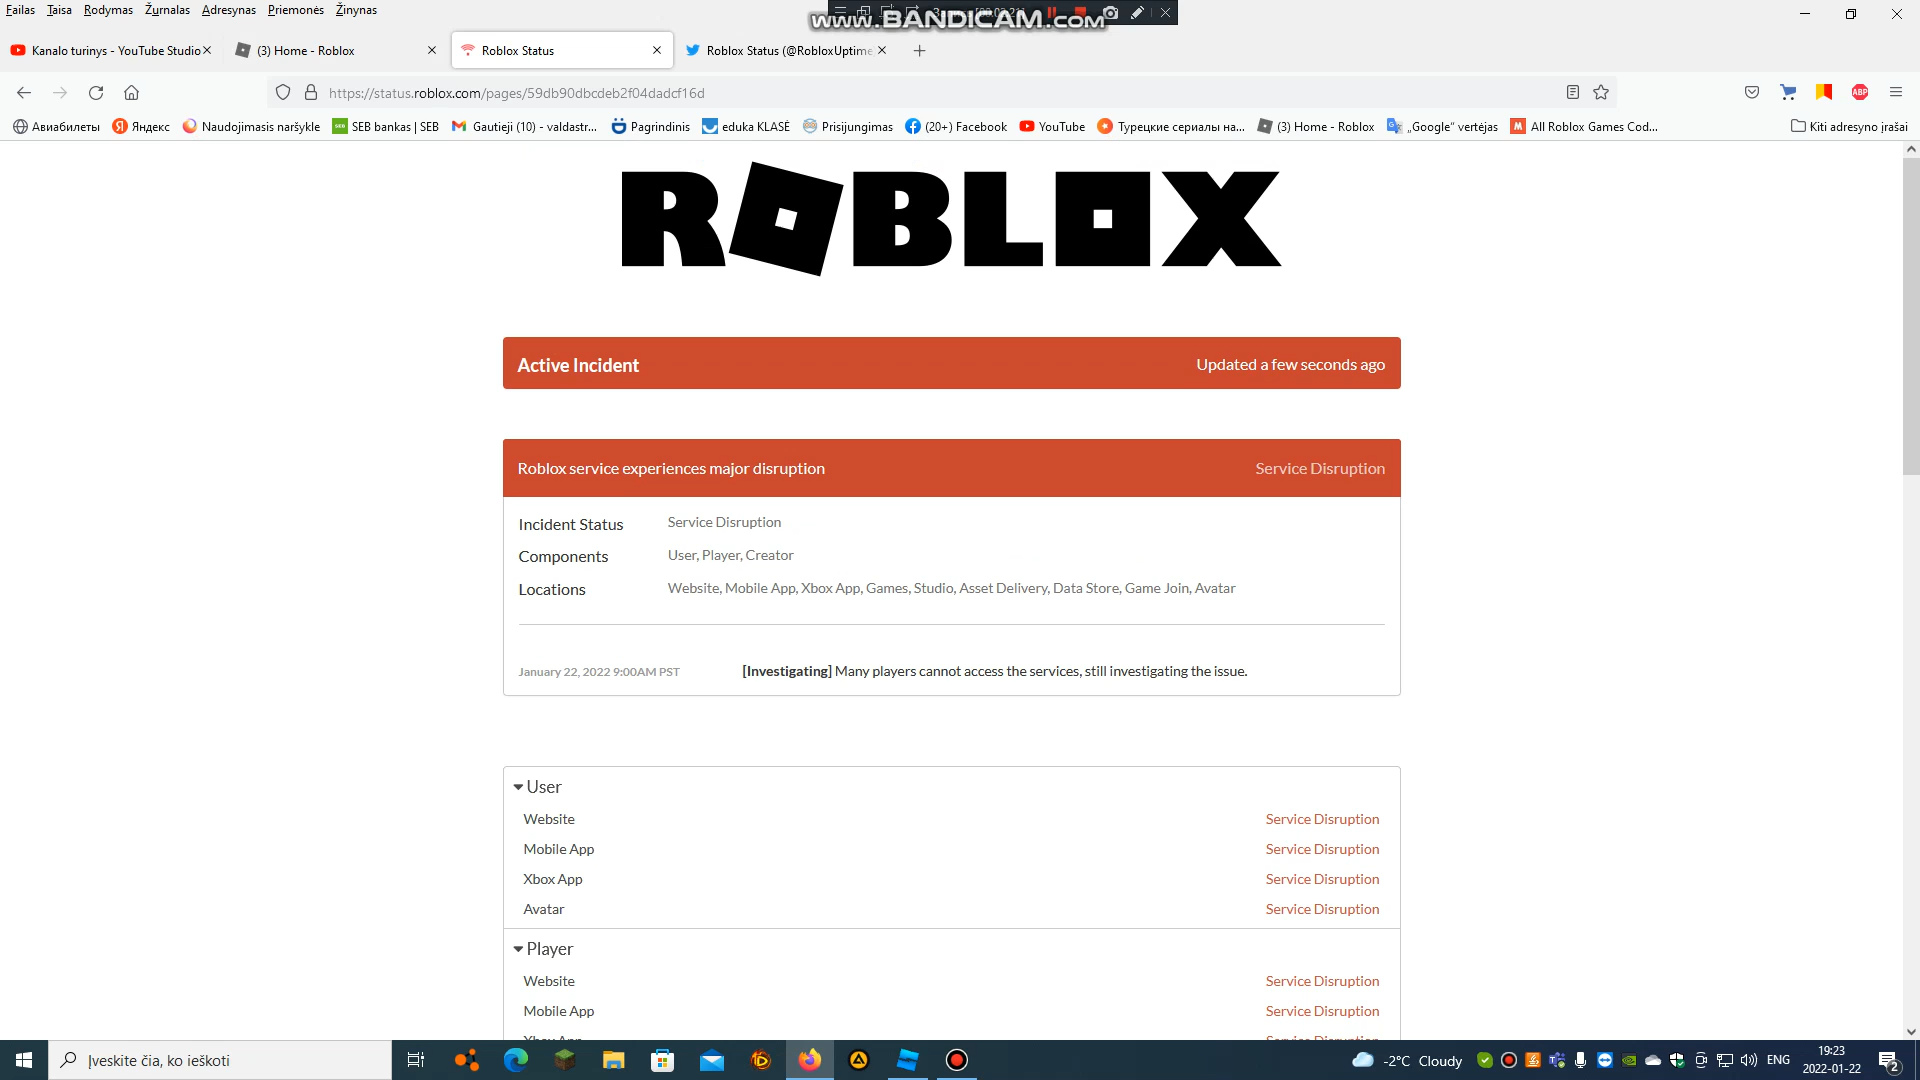 Failas Taisa Rodymas Žurnalas Adresynas Priemonės Žinynas
www.BANDICAM.com
Kanalo turinys - YouTube Studio
(3) Home - Roblox
Roblox Status
Roblox Status (@RobloxUptime
https://status.roblox.com/pages/59db90dbcdeb2f04dadcf16d
ABP
Авиабилеты
Яндекс
Naudojimasis naršykle
SEB bankas | SEB
Gautieji (10) - valdastr...
Pagrindinis
eduka KLASĖ
Prisijungimas
(20+) Facebook
YouTube
Турецкие сериалы на...
(3) Home - Roblox
„Google“ vertėjas
All Roblox Games Cod...
Kiti adresyno įrašai
ROBLOX
Active Incident Updated a few seconds ago
Roblox service experiences major disruption Service Disruption
Incident Status Service Disruption
Components User, Player, Creator
Locations Website, Mobile App, Xbox App, Games, Studio, Asset Delivery, Data Store, Game Join, Avatar
January 22, 2022 9:00AM PST [Investigating] Many players cannot access the services, still investigating the issue.
User
Website Service Disruption
Mobile App Service Disruption
Xbox App Service Disruption
Avatar Service Disruption
Player
Website Service Disruption
Mobile App Service Disruption
Įveskite čia, ko ieškoti
-2°C Cloudy
ENG
19:23
2022-01-22
2